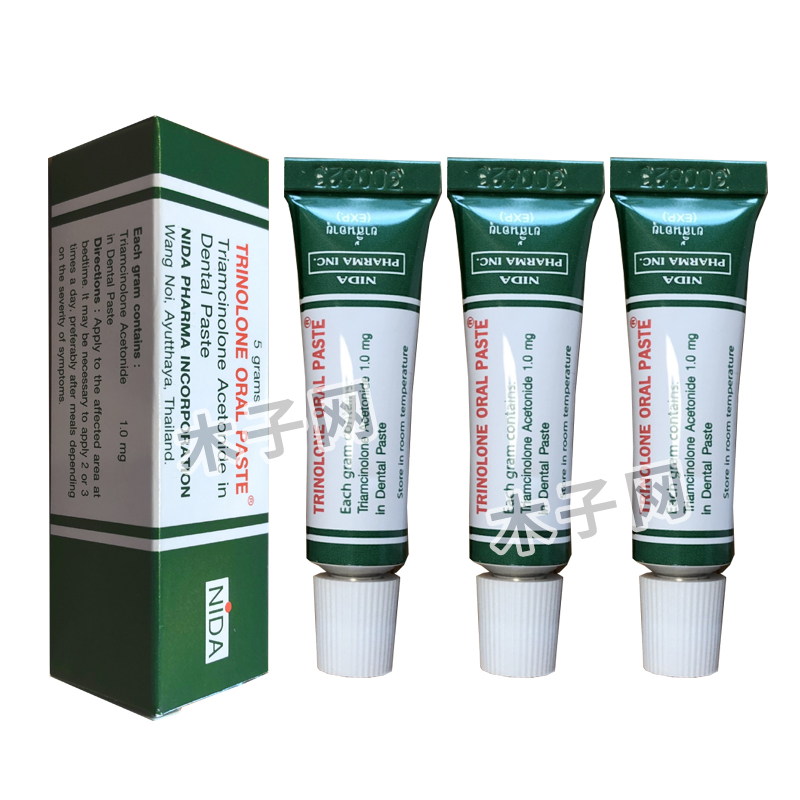 Each gram contains :
Triamcinolone Acetonide 1.0 mg
in Dental Paste
Directions : Apply to the affected area at
bedtime. It may be necessary to apply 2 or 3
times a day, preferably after meals depending
on the severity of symptoms.
5 grams
TRINOLONE ORAL PASTE®
Triamcinolone Acetonide in
Dental Paste
NIDA PHARMA INCORPORATION
Wang Noi, Ayutthaya, Thailand.
NIDA
300623
(EXP.)
NIDA
PHARMA INC.
TRINOLONE ORAL PASTE®
Each gram contains:
Triamcinolone Acetonide 1.0 mg
in Dental Paste
Store in room temperature
300623
(EXP.)
NIDA
PHARMA INC.
TRINOLONE ORAL PASTE®
Each gram contains:
Triamcinolone Acetonide 1.0 mg
in Dental Paste
Store in room temperature
300623
(EXP.)
NIDA
PHARMA INC.
TRINOLONE ORAL PASTE®
Each gram contains:
Triamcinolone Acetonide 1.0 mg
in Dental Paste
Store in room temperature
木子网
木子网